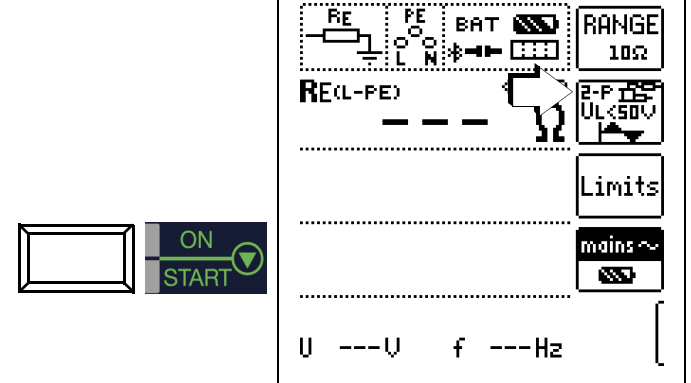 RE PE BAT RANGE
L N 10Ω
RE(L-PE) 2-P
--- Ω UL<50V
Limits
mains~
ON
START
U ---V f ---Hz